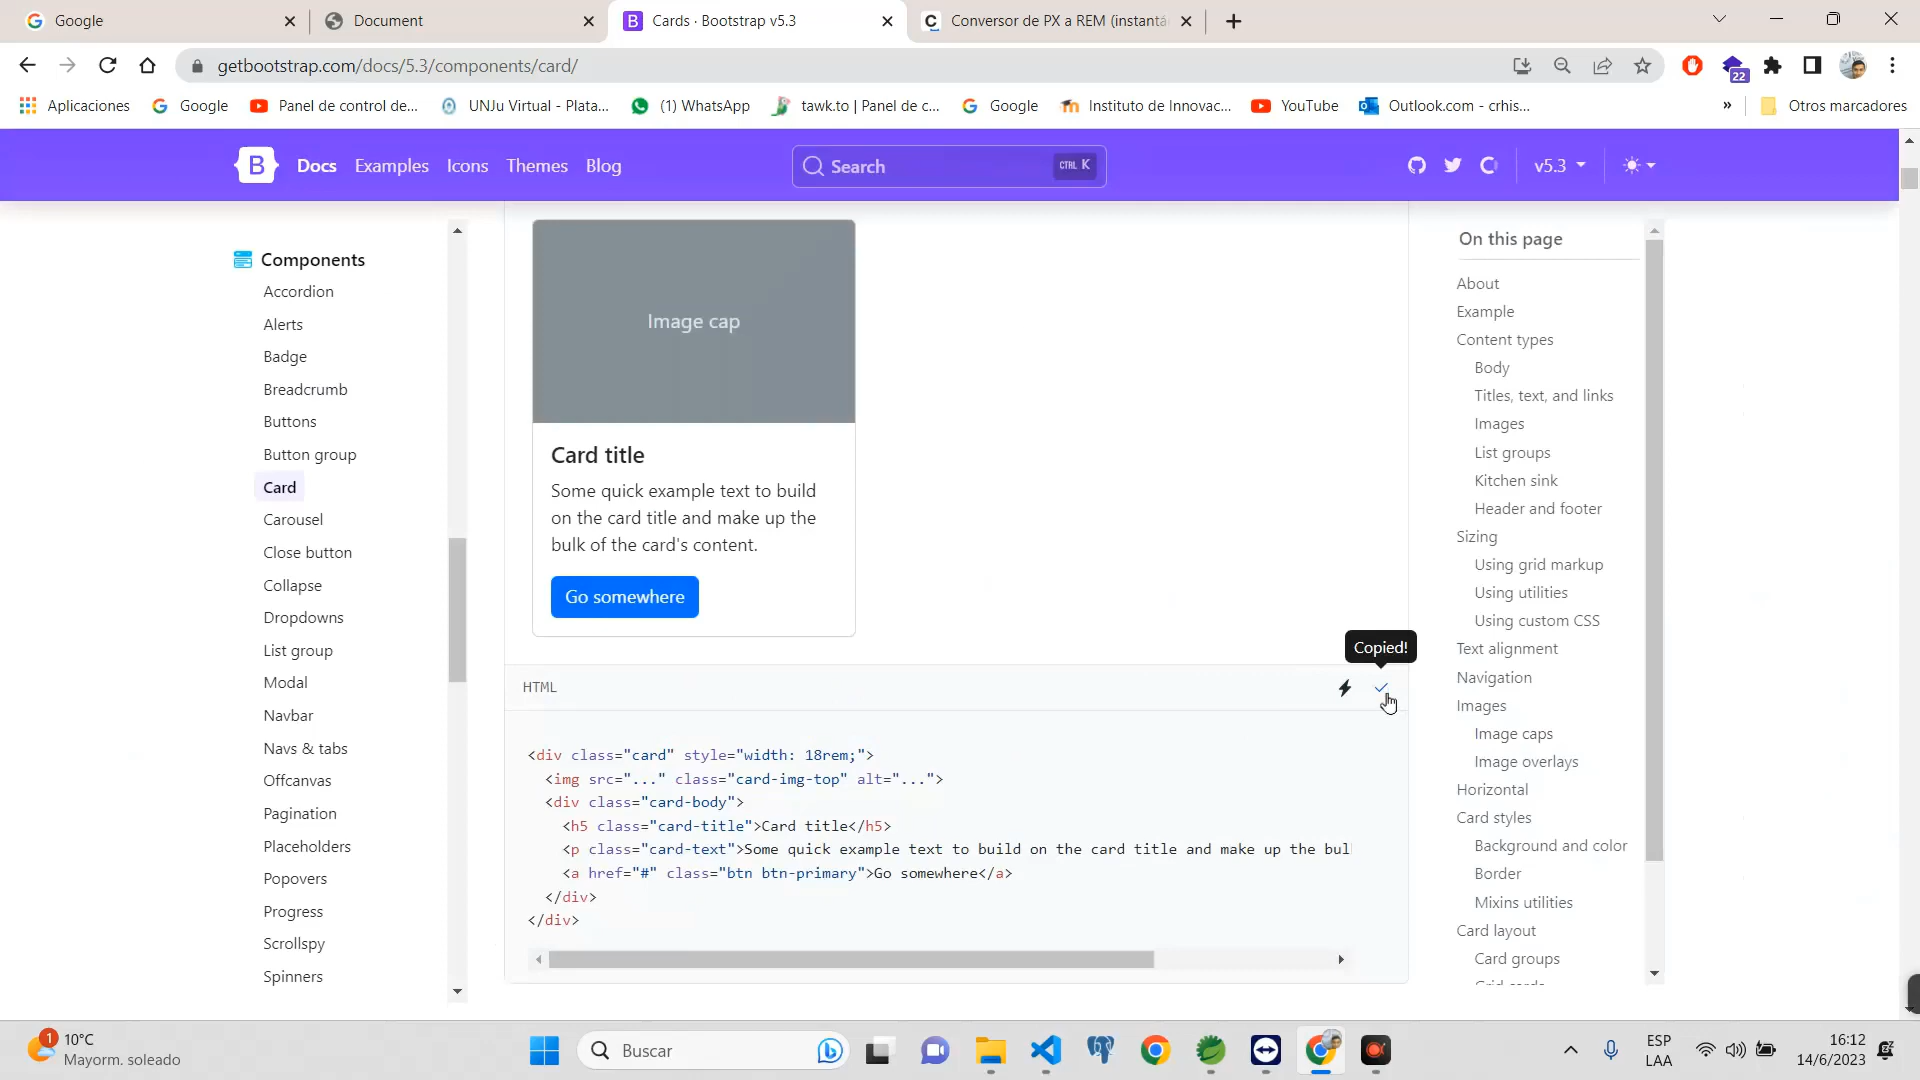 Google
Document
Cards · Bootstrap v5.3
Conversor de PX a REM (instantá
getbootstrap.com/docs/5.3/components/card/
22
Aplicaciones
Google
Panel de control de...
UNJu Virtual - Plata...
(1) WhatsApp
tawk.to | Panel de c...
Google
Instituto de Innovac...
YouTube
Outlook.com - crhis...
»
Otros marcadores
B
Docs
Examples
Icons
Themes
Blog
Search
CTRL K
v5.3
Components
Accordion
Alerts
Badge
Breadcrumb
Buttons
Button group
Card
Carousel
Close button
Collapse
Dropdowns
List group
Modal
Navbar
Navs & tabs
Offcanvas
Pagination
Placeholders
Popovers
Progress
Scrollspy
Spinners
Image cap
Card title
Some quick example text to build
on the card title and make up the
bulk of the card's content.
Go somewhere
Copied!
HTML
<div class="card" style="width: 18rem;">
<img src="..." class="card-img-top" alt="...">
<div class="card-body">
<h5 class="card-title">Card title</h5>
<p class="card-text">Some quick example text to build on the card title and make up the bul
<a href="#" class="btn btn-primary">Go somewhere</a>
</div>
</div>
On this page
About
Example
Content types
Body
Titles, text, and links
Images
List groups
Kitchen sink
Header and footer
Sizing
Using grid markup
Using utilities
Using custom CSS
Text alignment
Navigation
Images
Image caps
Image overlays
Horizontal
Card styles
Background and color
Border
Mixins utilities
Card layout
Card groups
Grid cards
1
10°C
Mayorm. soleado
Buscar
ESP
LAA
16:12
14/6/2023